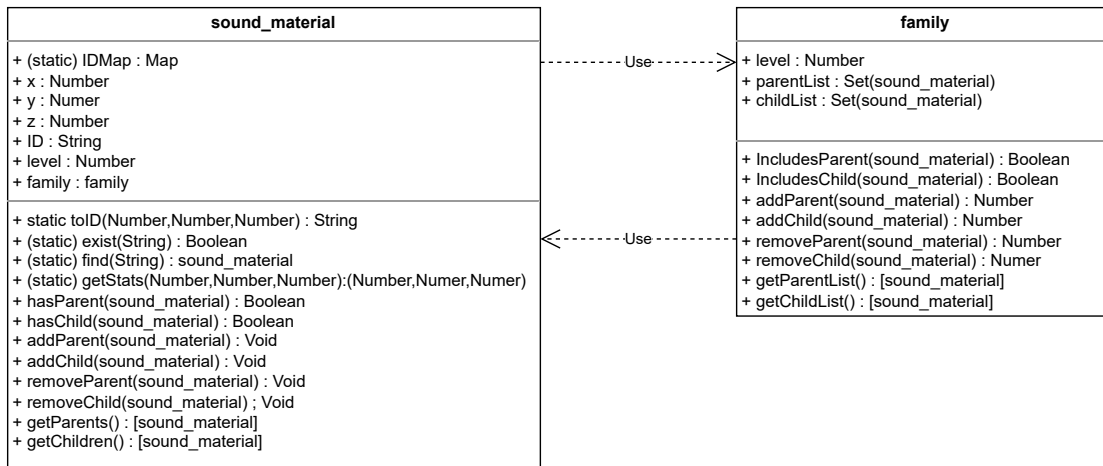 sound_material
+ (static) IDMap : Map
+ x : Number
+ y : Numer
+ z : Number
+ ID : String
+ level : Number
+ family : family
+ static toID(Number,Number,Number) : String
+ (static) exist(String) : Boolean
+ (static) find(String) : sound_material
+ (static) getStats(Number,Number,Number):(Number,Numer,Numer)
+ hasParent(sound_material) : Boolean
+ hasChild(sound_material) : Boolean
+ addParent(sound_material) : Void
+ addChild(sound_material) : Void
+ removeParent(sound_material) : Void
+ removeChild(sound_material) ; Void
+ getParents() : [sound_material]
+ getChildren() : [sound_material]
Use
Use
family
+ level : Number
+ parentList : Set(sound_material)
+ childList : Set(sound_material)
+ IncludesParent(sound_material) : Boolean
+ IncludesChild(sound_material) : Boolean
+ addParent(sound_material) : Number
+ addChild(sound_material) : Number
+ removeParent(sound_material) : Number
+ removeChild(sound_material) : Numer
+ getParentList() : [sound_material]
+ getChildList() : [sound_material]